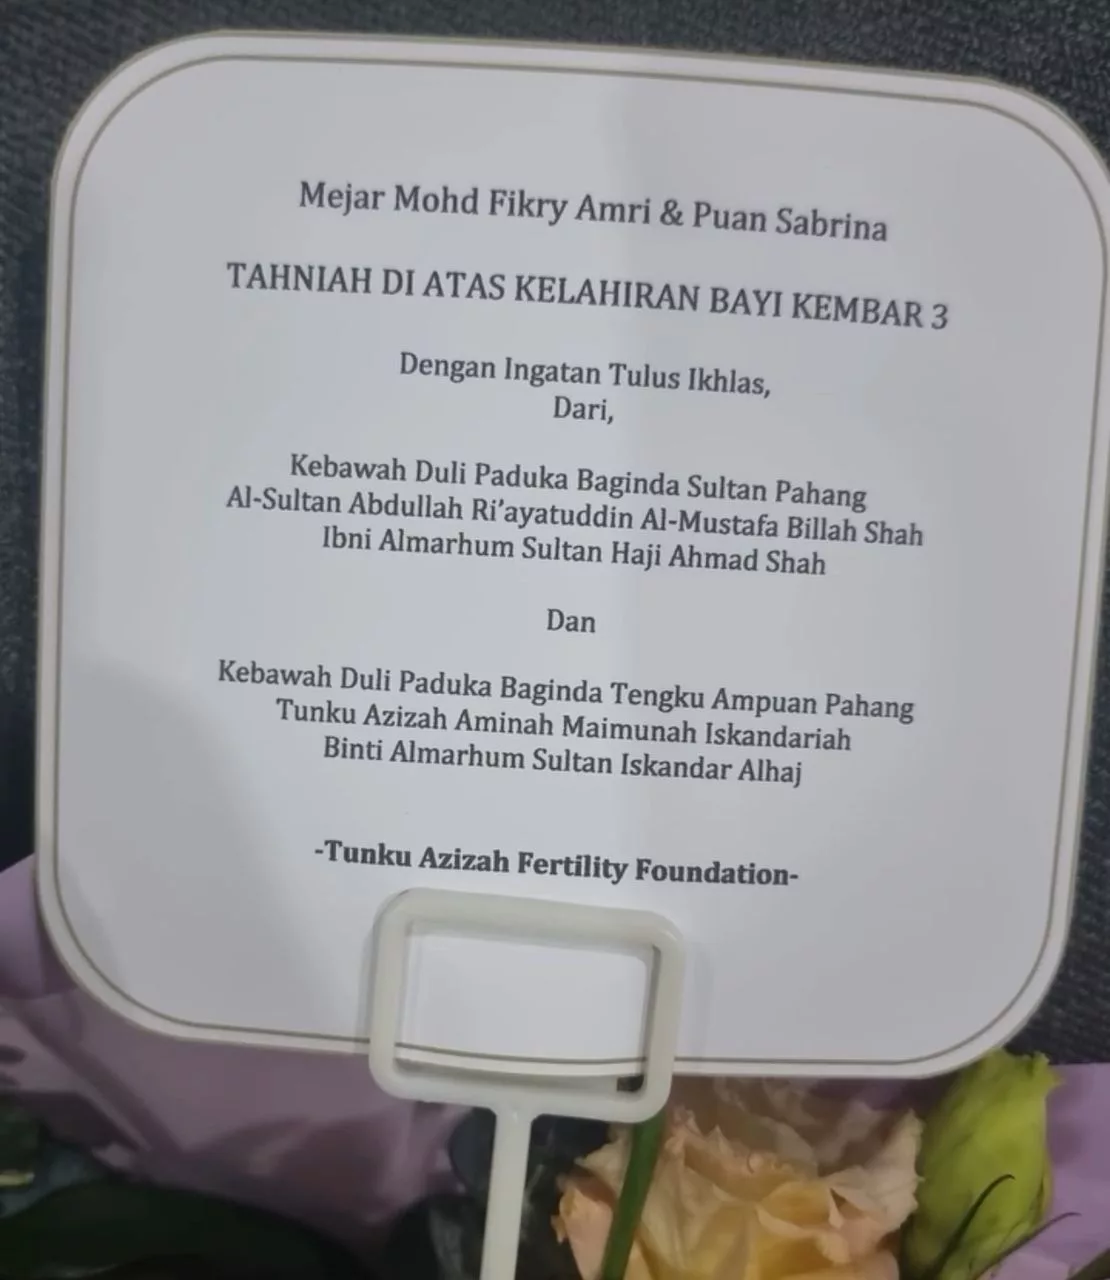 Mejar Mohd Fikry Amri & Puan Sabrina
TAHNIAH DI ATAS KELAHIRAN BAYI KEMBAR 3
Dengan Ingatan Tulus Ikhlas,
Dari,
Kebawah Duli Paduka Baginda Sultan Pahang
Al-Sultan Abdullah Ri'ayatuddin Al-Mustafa Billah Shah
Ibni Almarhum Sultan Haji Ahmad Shah
Dan
Kebawah Duli Paduka Baginda Tengku Ampuan Pahang
Tunku Azizah Aminah Maimunah Iskandariah
Binti Almarhum Sultan Iskandar Alhaj
-Tunku Azizah Fertility Foundation-